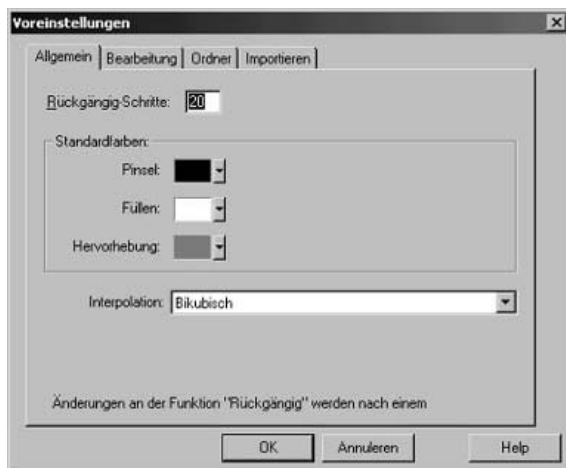 Voreinstellungen
Allgemein Bearbeitung Ordner Importieren
Rückgängig-Schritte: 20
Standardfarben:
Pinsel:
Füllen:
Hervorhebung:
Interpolation: Bikubisch
Änderungen an der Funktion "Rückgängig" werden nach einem
OK Annuleren Help